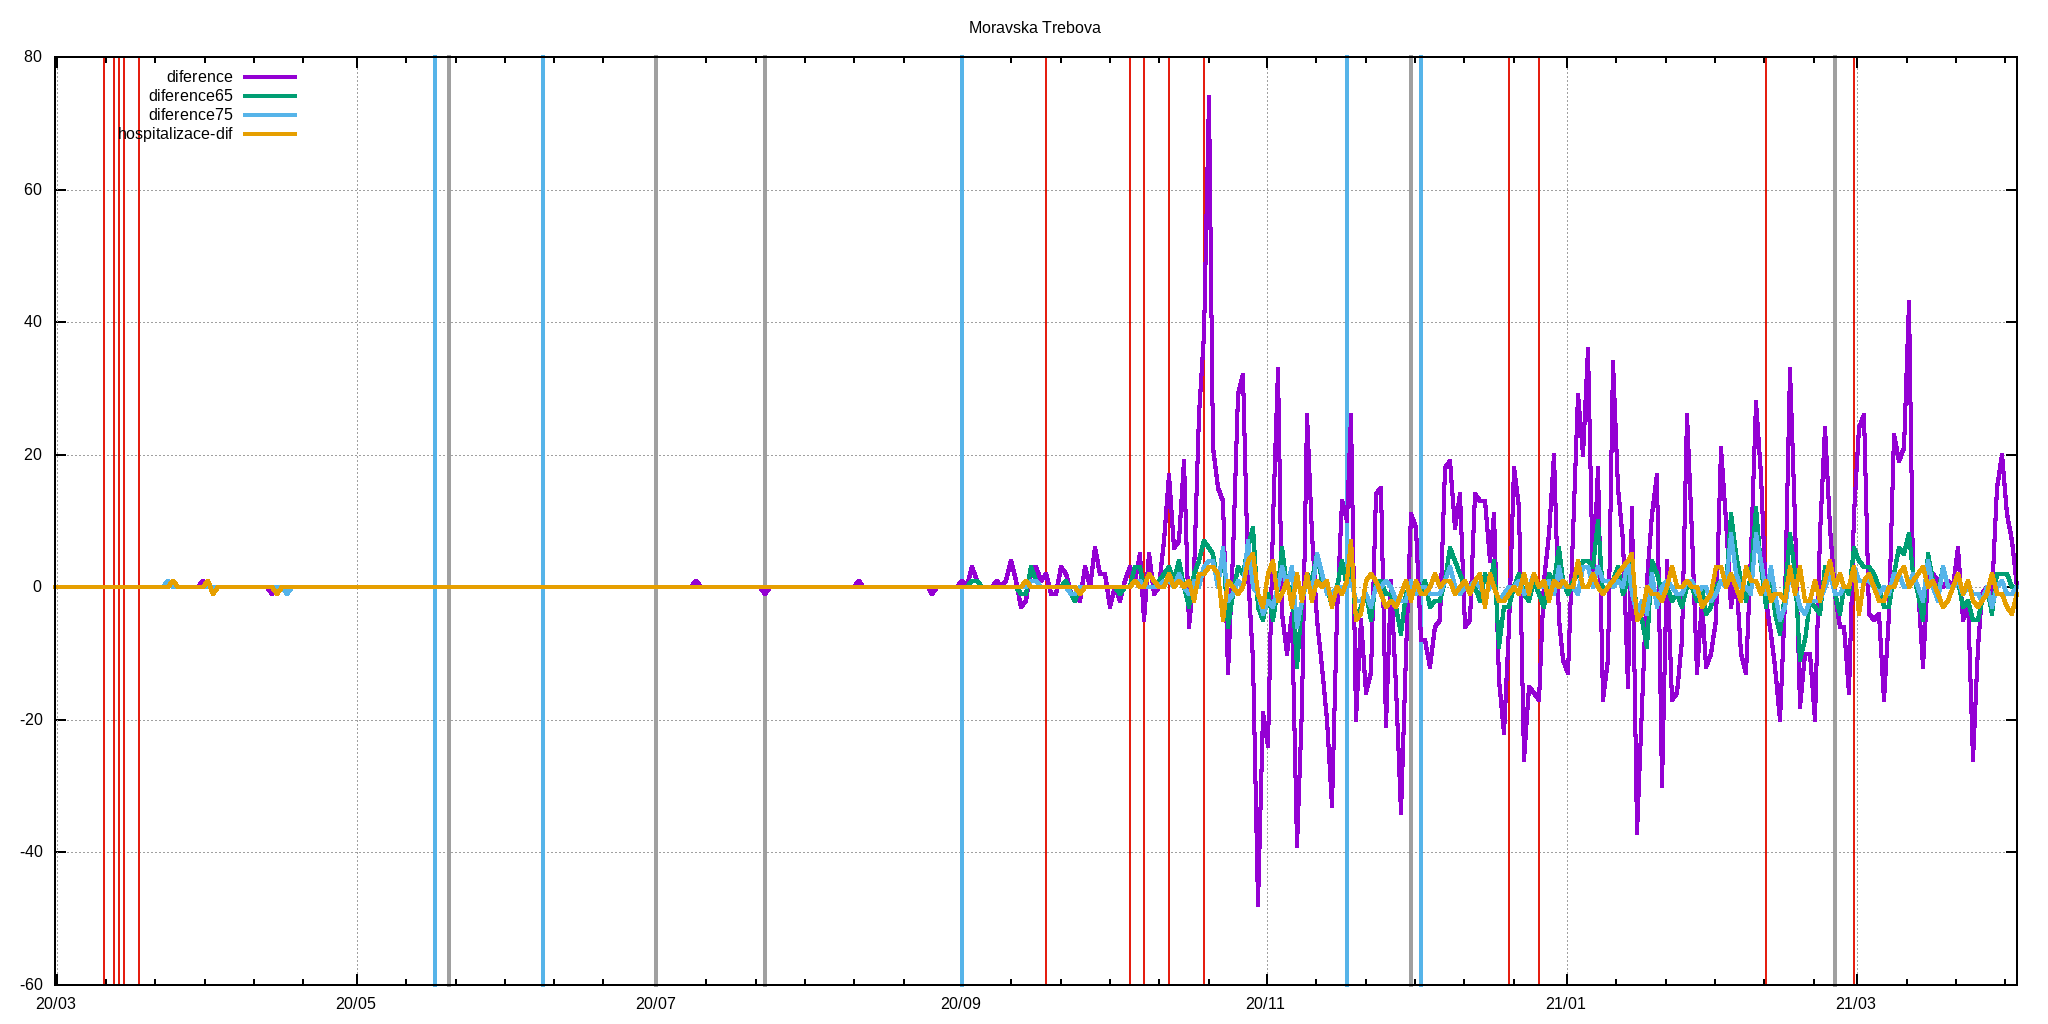 Moravska Trebova
80
60
40
20
0
-20
-40
-60
diference
diference65
diference75
hospitalizace-dif
20/03 20/05 20/07 20/09 20/11 21/01 21/03